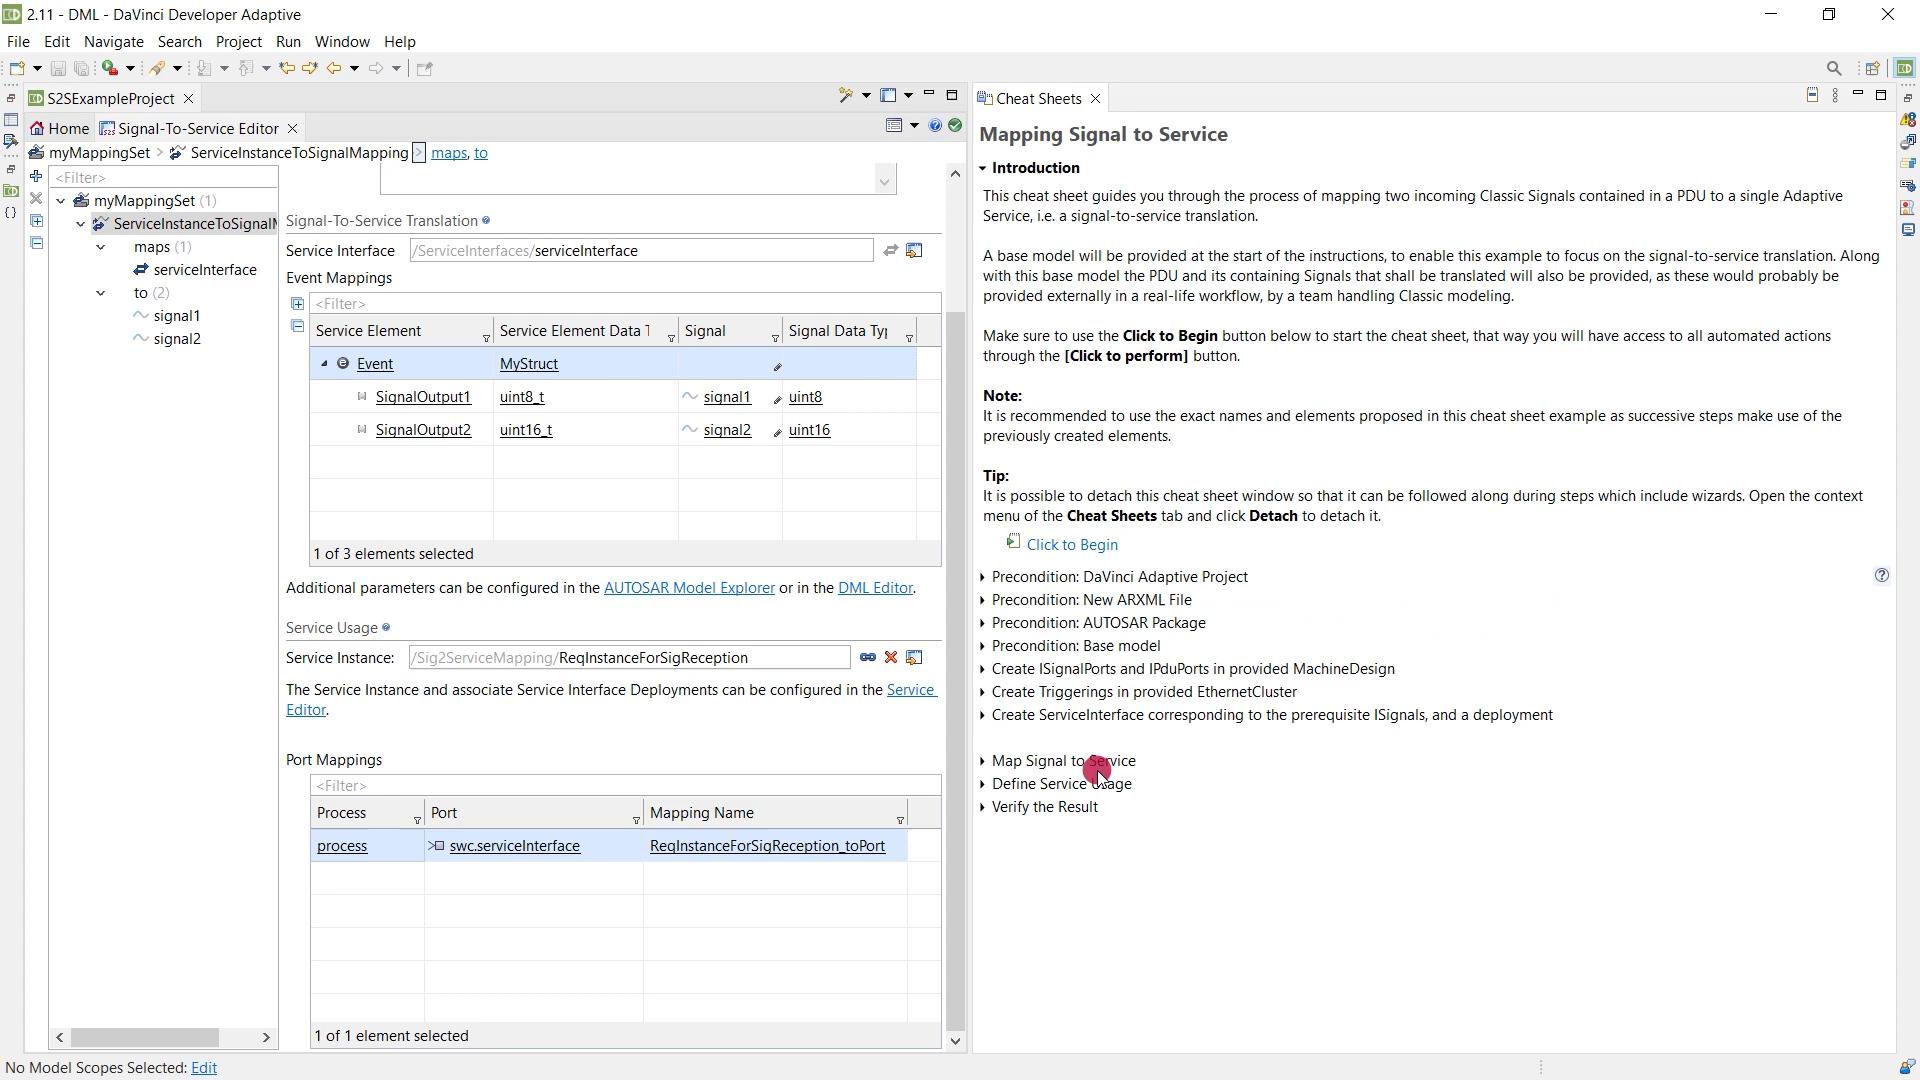 2.11 - DML - DaVinci Developer Adaptive
File Edit Navigate Search Project Run Window Help
S2SExampleProject
Home Signal-To-Service Editor
myMappingSet > ServiceInstanceToSignalMapping > maps, to
<Filter>
myMappingSet (1)
ServiceInstanceToSignalM
maps (1)
serviceInterface
to (2)
signal1
signal2
Signal-To-Service Translation
Service Interface /ServiceInterfaces/serviceInterface
Event Mappings
<Filter>
Service Element Service Element Data T Signal Signal Data Typ
Event MyStruct
SignalOutput1 uint8_t signal1 uint8
SignalOutput2 uint16_t signal2 uint16
1 of 3 elements selected
Additional parameters can be configured in the AUTOSAR Model Explorer or in the DML Editor.
Service Usage
Service Instance: /Sig2ServiceMapping/ReqInstanceForSigReception
The Service Instance and associate Service Interface Deployments can be configured in the Service
Editor.
Port Mappings
<Filter>
Process Port Mapping Name
process swc.serviceInterface ReqInstanceForSigReception_toPort
1 of 1 element selected
No Model Scopes Selected: Edit
Cheat Sheets
Mapping Signal to Service
Introduction
This cheat sheet guides you through the process of mapping two incoming Classic Signals contained in a PDU to a single Adaptive
Service, i.e. a signal-to-service translation.
A base model will be provided at the start of the instructions, to enable this example to focus on the signal-to-service translation. Along
with this base model the PDU and its containing Signals that shall be translated will also be provided, as these would probably be
provided externally in a real-life workflow, by a team handling Classic modeling.
Make sure to use the Click to Begin button below to start the cheat sheet, that way you will have access to all automated actions
through the [Click to perform] button.
Note:
It is recommended to use the exact names and elements proposed in this cheat sheet example as successive steps make use of the
previously created elements.
Tip:
It is possible to detach this cheat sheet window so that it can be followed along during steps which include wizards. Open the context
menu of the Cheat Sheets tab and click Detach to detach it.
Click to Begin
Precondition: DaVinci Adaptive Project
Precondition: New ARXML File
Precondition: AUTOSAR Package
Precondition: Base model
Create ISignalPorts and IPduPorts in provided MachineDesign
Create Triggerings in provided EthernetCluster
Create ServiceInterface corresponding to the prerequisite ISignals, and a deployment
Map Signal to Service
Define Service Usage
Verify the Result